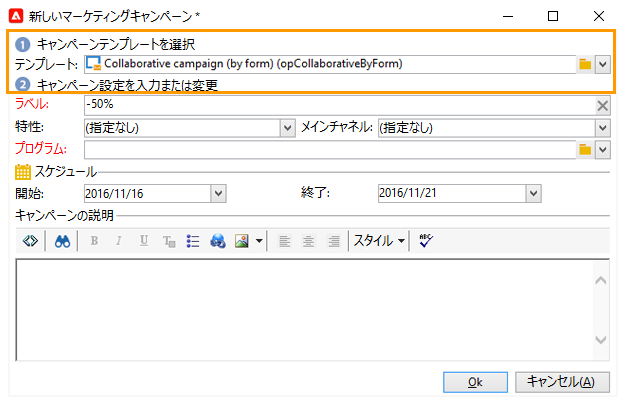 新しいマーケティングキャンペーン *
1 キャンペーンテンプレートを選択
テンプレート: Collaborative campaign (by form) (opCollaborativeByForm)
2 キャンペーン設定を入力または変更
ラベル: -50%
特性: (指定なし) メインチャネル: (指定なし)
プログラム:
スケジュール
開始: 2016/11/16 終了: 2016/11/21
キャンペーンの説明
B I U T スタイル ABC
Ok キャンセル(A)